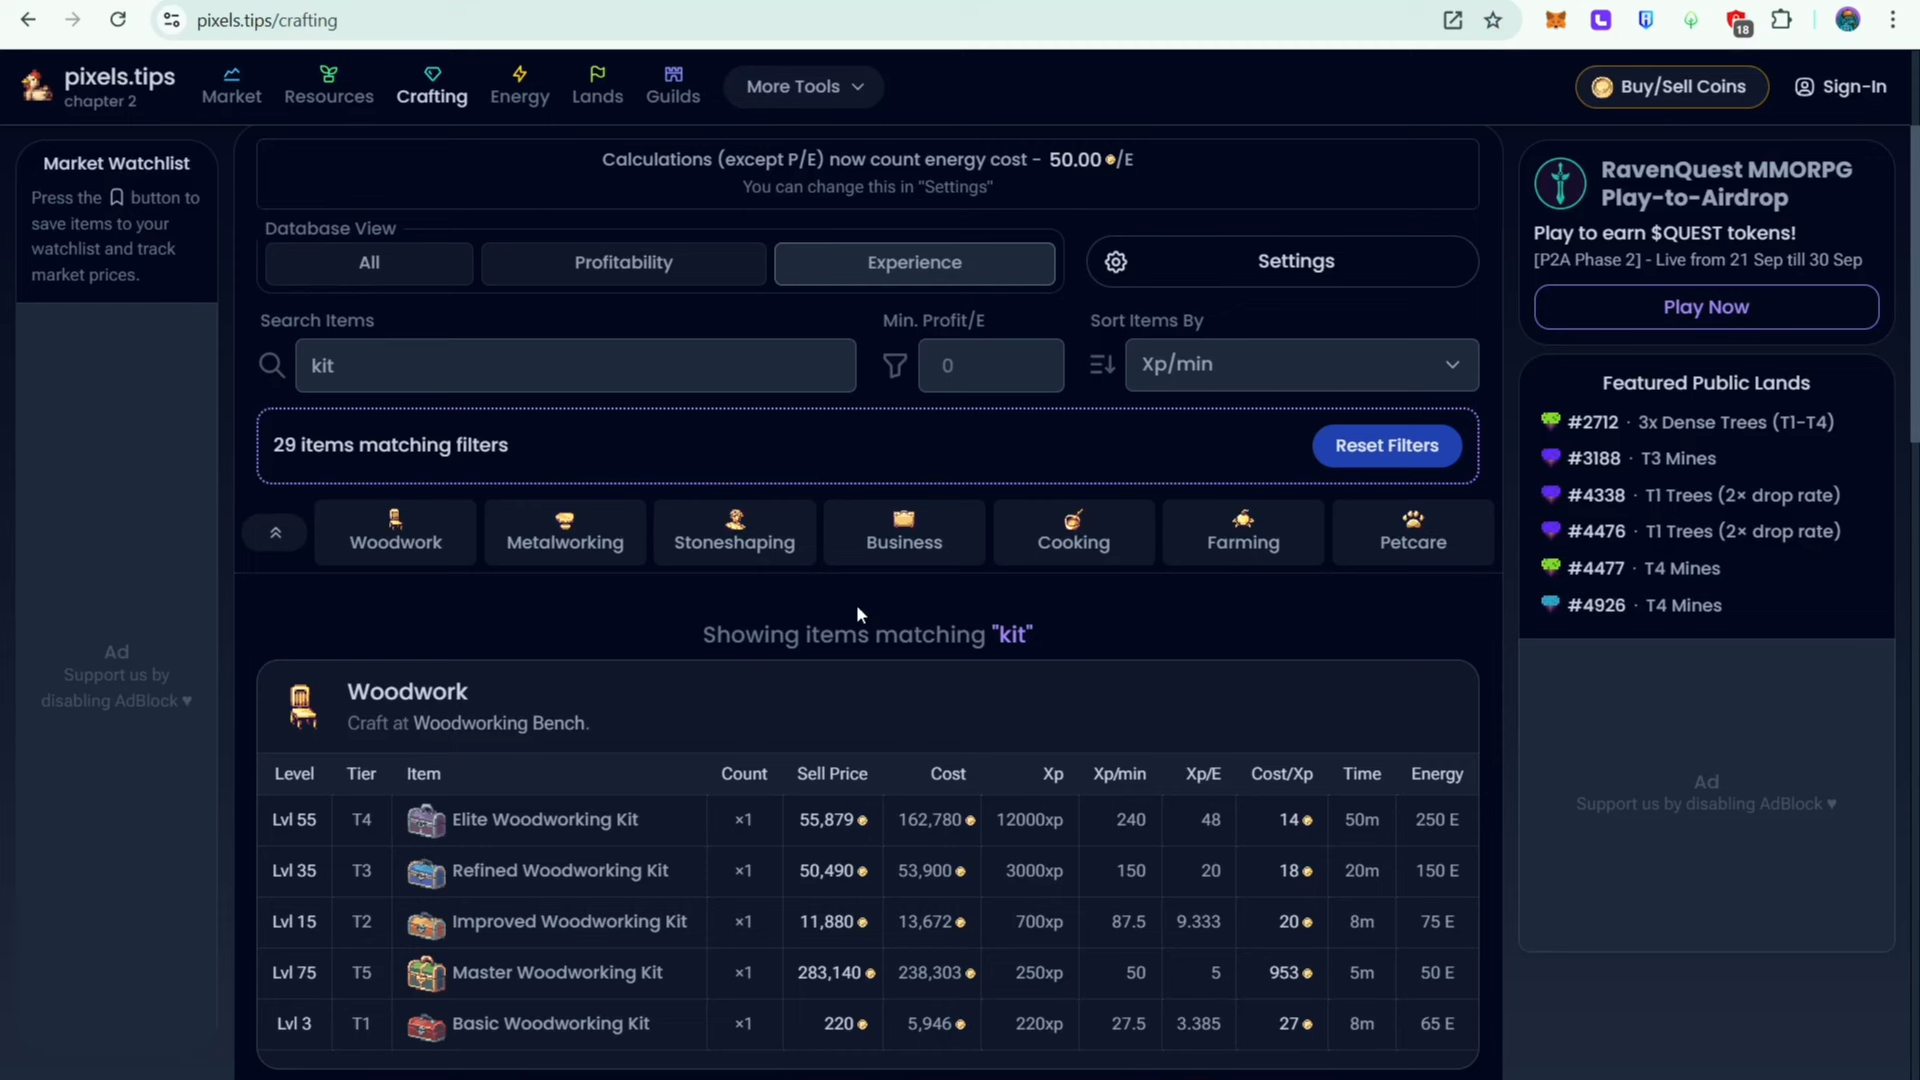 pixels.tips/crafting
18
pixels.tips
chapter 2
Market
Resources
Crafting
Energy
Lands
Guilds
More Tools
Buy/Sell Coins
Sign-In
Market Watchlist
Press the button to
save items to your
watchlist and track
market prices.
Ad
Support us by
disabling AdBlock ♥
Calculations (except P/E) now count energy cost - 50.00 /E
You can change this in "Settings"
Database View
All
Profitability
Experience
Settings
Search Items
Min. Profit/E
Sort Items By
kit
0
Xp/min
29 items matching filters
Reset Filters
Woodwork
Metalworking
Stoneshaping
Business
Cooking
Farming
Petcare
Showing items matching "kit"
Woodwork
Craft at Woodworking Bench.
Level Tier Item Count Sell Price Cost Xp Xp/min Xp/E Cost/Xp Time Energy
Lvl 55 T4 Elite Woodworking Kit ×1 55,879 162,780 12000xp 240 48 14 50m 250 E
Lvl 35 T3 Refined Woodworking Kit ×1 50,490 53,900 3000xp 150 20 18 20m 150 E
Lvl 15 T2 Improved Woodworking Kit ×1 11,880 13,672 700xp 87.5 9.333 20 8m 75 E
Lvl 75 T5 Master Woodworking Kit ×1 283,140 238,303 250xp 50 5 953 5m 50 E
Lvl 3 T1 Basic Woodworking Kit ×1 220 5,946 220xp 27.5 3.385 27 8m 65 E
RavenQuest MMORPG
Play-to-Airdrop
Play to earn $QUEST tokens!
[P2A Phase 2] - Live from 21 Sep till 30 Sep
Play Now
Featured Public Lands
#2712 · 3x Dense Trees (T1-T4)
#3188 · T3 Mines
#4338 · T1 Trees (2× drop rate)
#4476 · T1 Trees (2× drop rate)
#4477 · T4 Mines
#4926 · T4 Mines
Ad
Support us by disabling AdBlock ♥